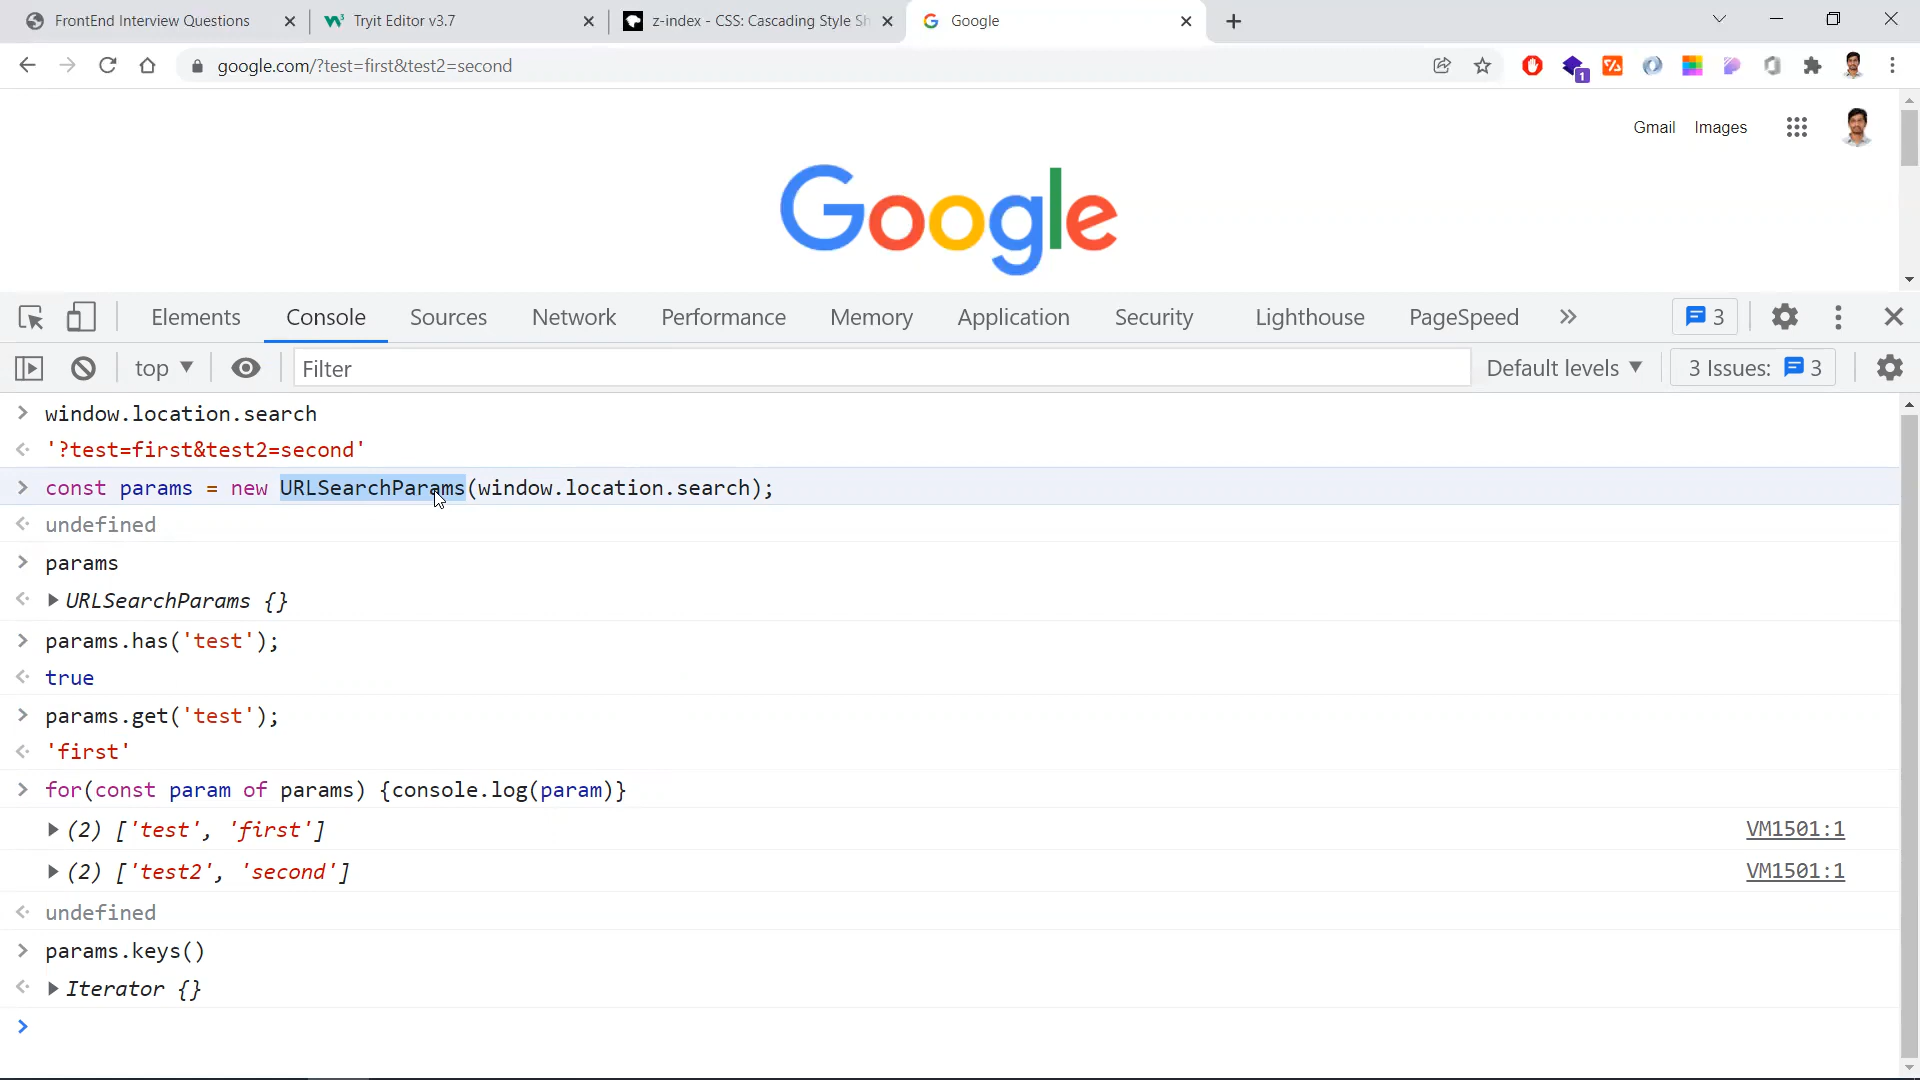 FrontEnd Interview Questions
Tryit Editor v3.7
z-index - CSS: Cascading Style Sh
Google
google.com/?test=first&test2=second
1
Gmail Images
Google
Elements Console Sources Network Performance Memory Application Security Lighthouse PageSpeed 3
top Filter Default levels 3 Issues: 3
window.location.search
'?test=first&test2=second'
const params = new URLSearchParams(window.location.search);
undefined
params
URLSearchParams {}
params.has('test');
true
params.get('test');
'first'
for(const param of params) {console.log(param)}
(2) ['test', 'first'] VM1501:1
(2) ['test2', 'second'] VM1501:1
undefined
params.keys()
Iterator {}